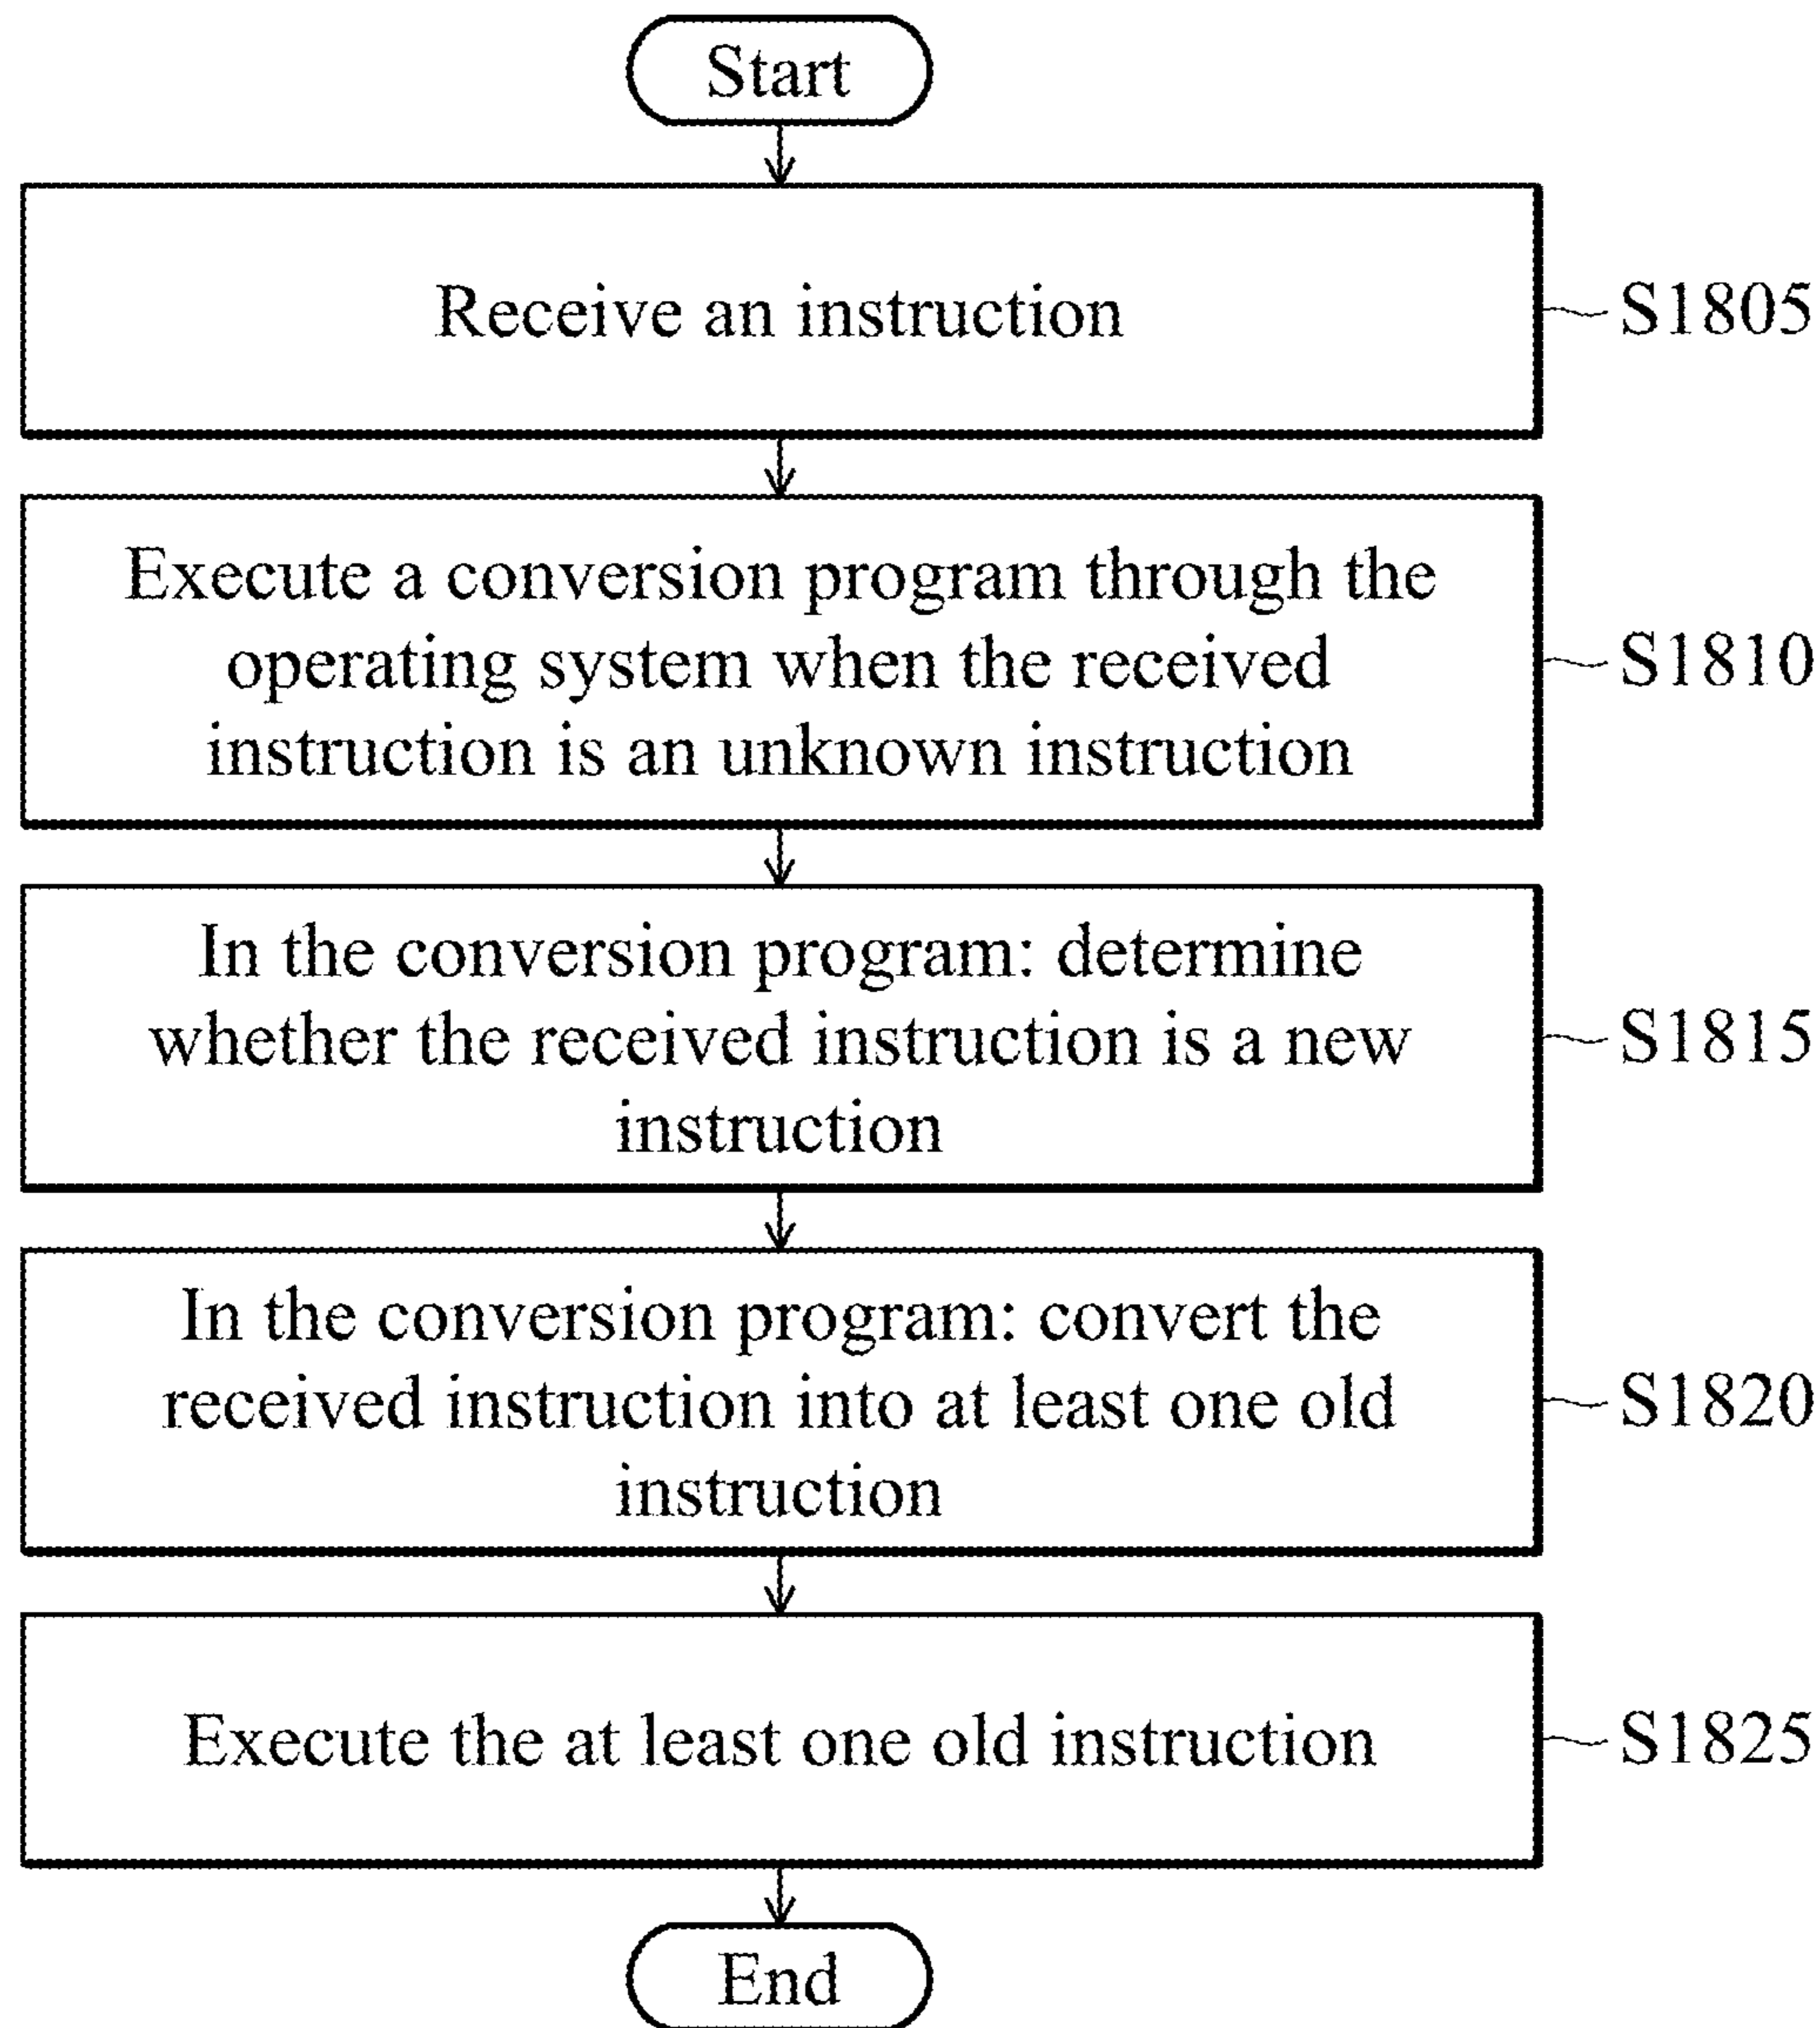 Start
Receive an instruction
S1805
Execute a conversion program through the
operating system when the received
instruction is an unknown instruction
S1810
In the conversion program: determine
whether the received instruction is a new
instruction
S1815
In the conversion program: convert the
received instruction into at least one old
instruction
S1820
Execute the at least one old instruction
S1825
End